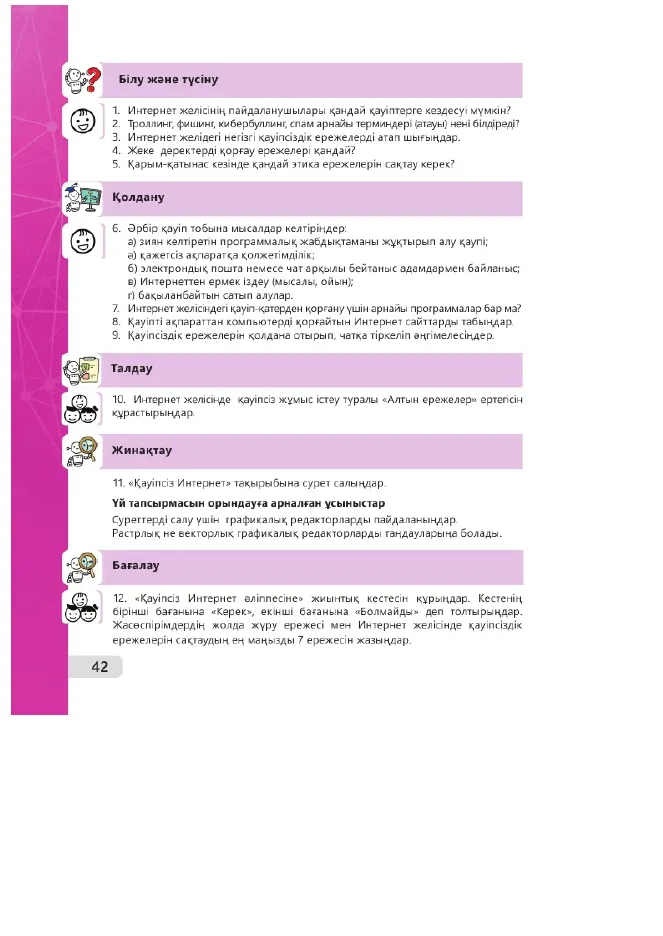 Білу және түсіну
1. Интернет желісінің пайдаланушылары қандай қауіптерге кездесуі мүмкін?
2. Троллинг, фишинг, кибербуллинг, спам арнайы терминдері (атауы) нені білдіреді?
3. Интернет желідегі негізгі қауіпсіздік ережелерді атап шығыңдар.
4. Жеке деректерді қорғау ережелері қандай?
5. Қарым-қатынас кезінде қандай этика ережелерін сақтау керек?
Қолдану
6. Әрбір қауіп тобына мысалдар келтіріңдер:
а) зиян келтіретін программалық жабдықтаманы жұқтырып алу қаупі;
ә) қажетсіз ақпаратқа қолжетімділік;
б) электрондық пошта немесе чат арқылы бейтаныс адамдармен байланыс;
в) Интернеттен ермек іздеу (мысалы, ойын);
г) бақыланбайтын сатып алулар.
7. Интернет желісіндегі қауіп-қатерден қорғану үшін арнайы программалар бар ма?
8. Қауіпті ақпараттан компьютерді қорғайтын Интернет сайттарды табыңдар.
9. Қауіпсіздік ережелерін қолдана отырып, чатқа тіркеліп әңгімелесіңдер.
Талдау
10. Интернет желісінде қауіпсіз жұмыс істеу туралы «Алтын ережелер» ертегісін
құрастырыңдар.
Жинақтау
11. «Қауіпсіз Интернет» тақырыбына сурет салыңдар.
Үй тапсырмасын орындауға арналған ұсыныстар
Суреттерді салу үшін графикалық редакторларды пайдаланыңдар.
Растрлық не векторлық графикалық редакторларды таңдауларыңа болады.
Бағалау
12. «Қауіпсіз Интернет әліппесіне» жиынтық кестесін құрыңдар. Кестенің
бірінші бағанына «Керек», екінші бағанына «Болмайды» деп толтырыңдар.
Жасөспірімдердің жолда жүру ережесі мен Интернет желісінде қауіпсіздік
ережелерін сақтаудың ең маңызды 7 ережесін жазыңдар.
42